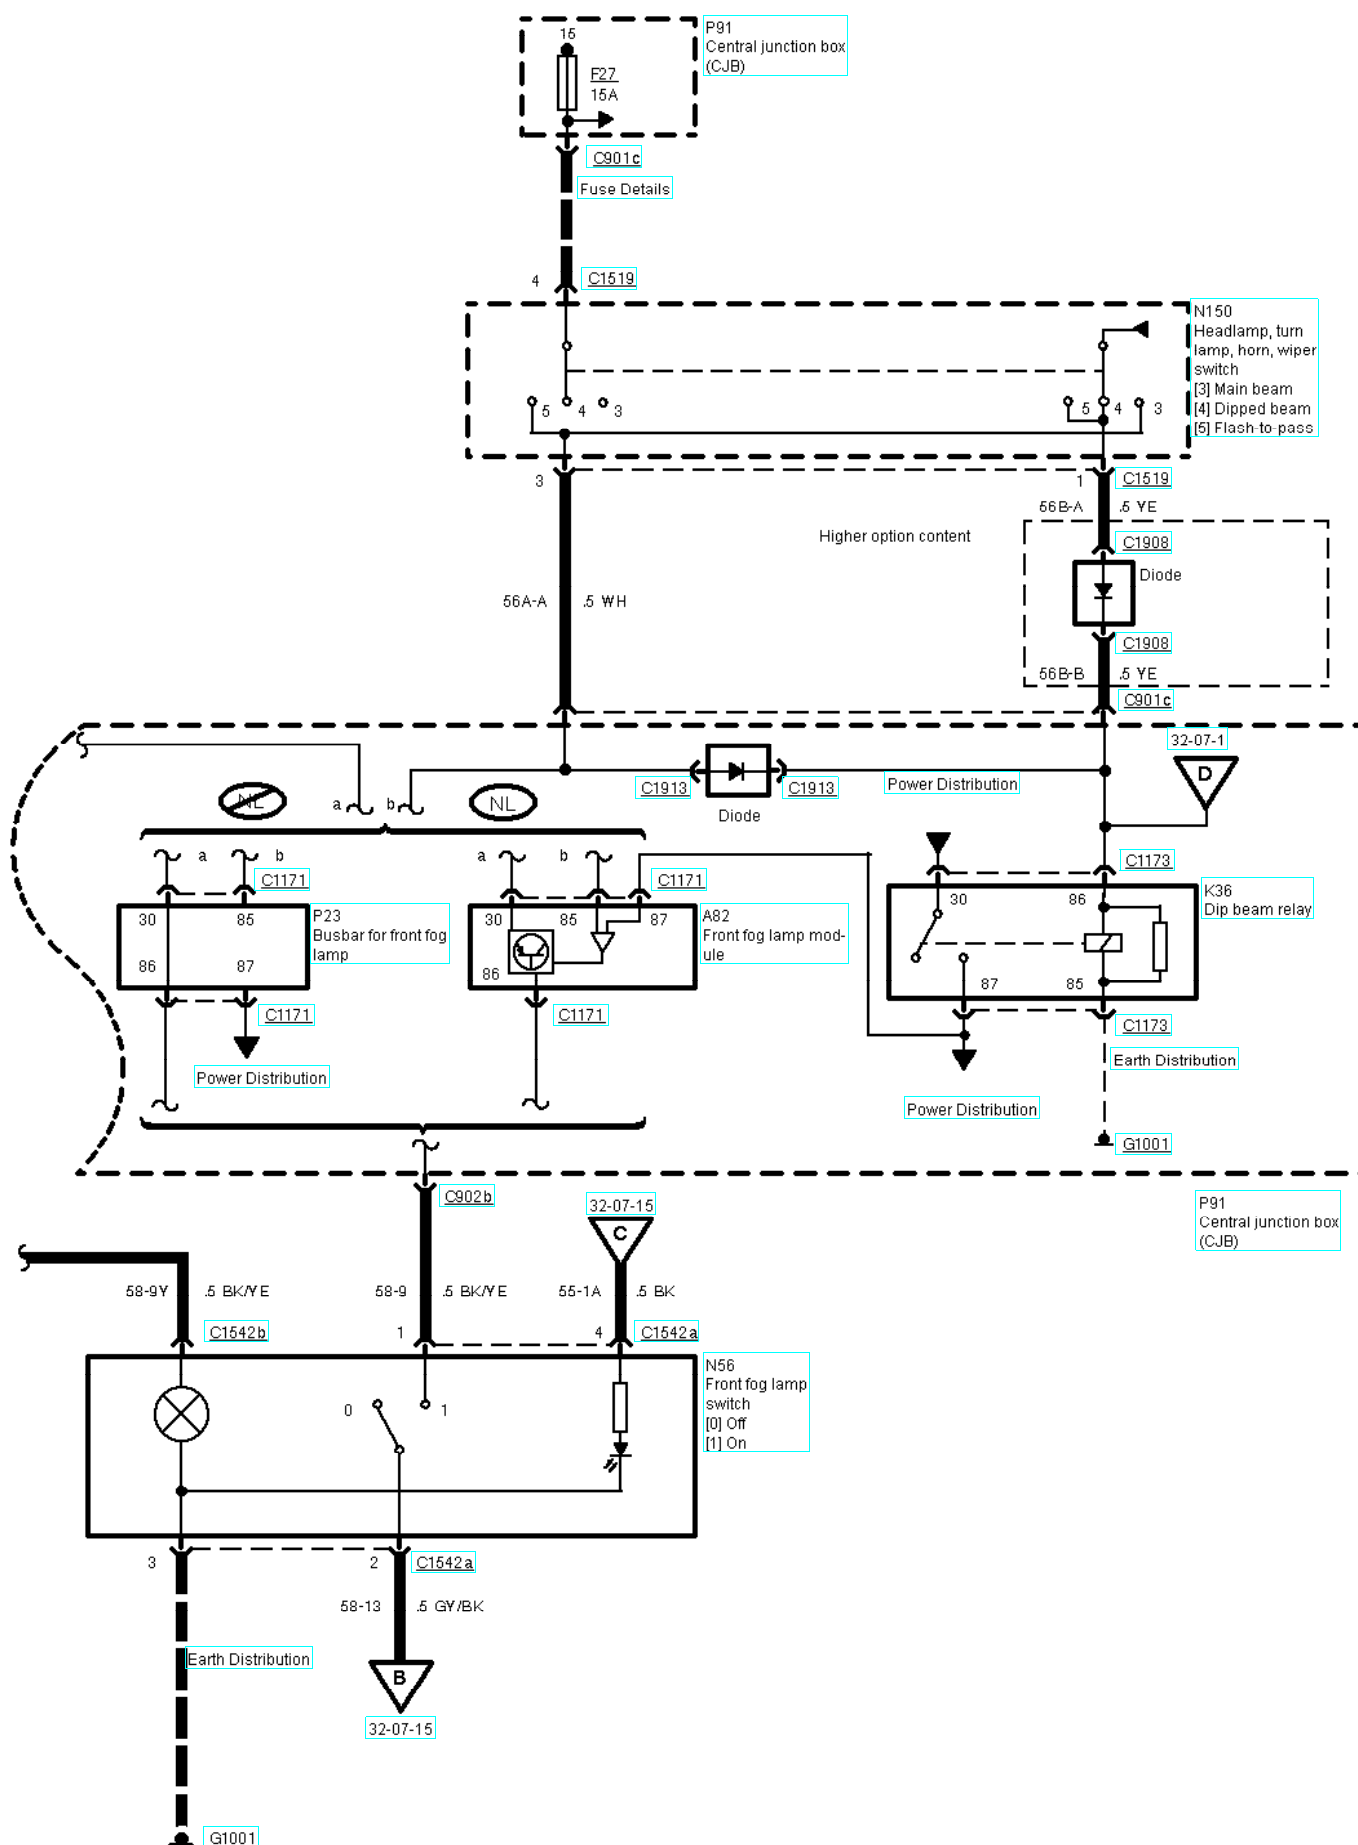 15
F27
15A
P91
Central junction box
(CJB)
C901c
Fuse Details
4
C1519
N150
Headlamp, turn
lamp, horn, wiper
switch
[3] Main beam
[4] Dipped beam
[5] Flash-to-pass
5
4
3
5
4
3
3
1
C1519
56B-A
.5 YE
Higher option content
C1908
Diode
56A-A
.5 WH
C1908
56B-B
.5 YE
C901c
32-07-1
D
C1913
C1913
Power Distribution
Diode
NL
a
b
NL
a
b
a
b
C1171
C1171
C1173
30
85
86
87
P23
Busbar for front fog
lamp
30
85
87
86
A82
Front fog lamp mod-
ule
30
86
87
85
K36
Dip beam relay
C1171
C1171
C1173
Power Distribution
Earth Distribution
Power Distribution
G1001
C902b
32-07-15
C
P91
Central junction box
(CJB)
58-9Y
.5 BK/YE
58-9
.5 BK/YE
55-1A
.5 BK
C1542b
1
4
C1542a
N56
Front fog lamp
switch
[0] Off
[1] On
0
1
3
2
C1542a
58-13
.5 GY/BK
Earth Distribution
B
32-07-15
G1001